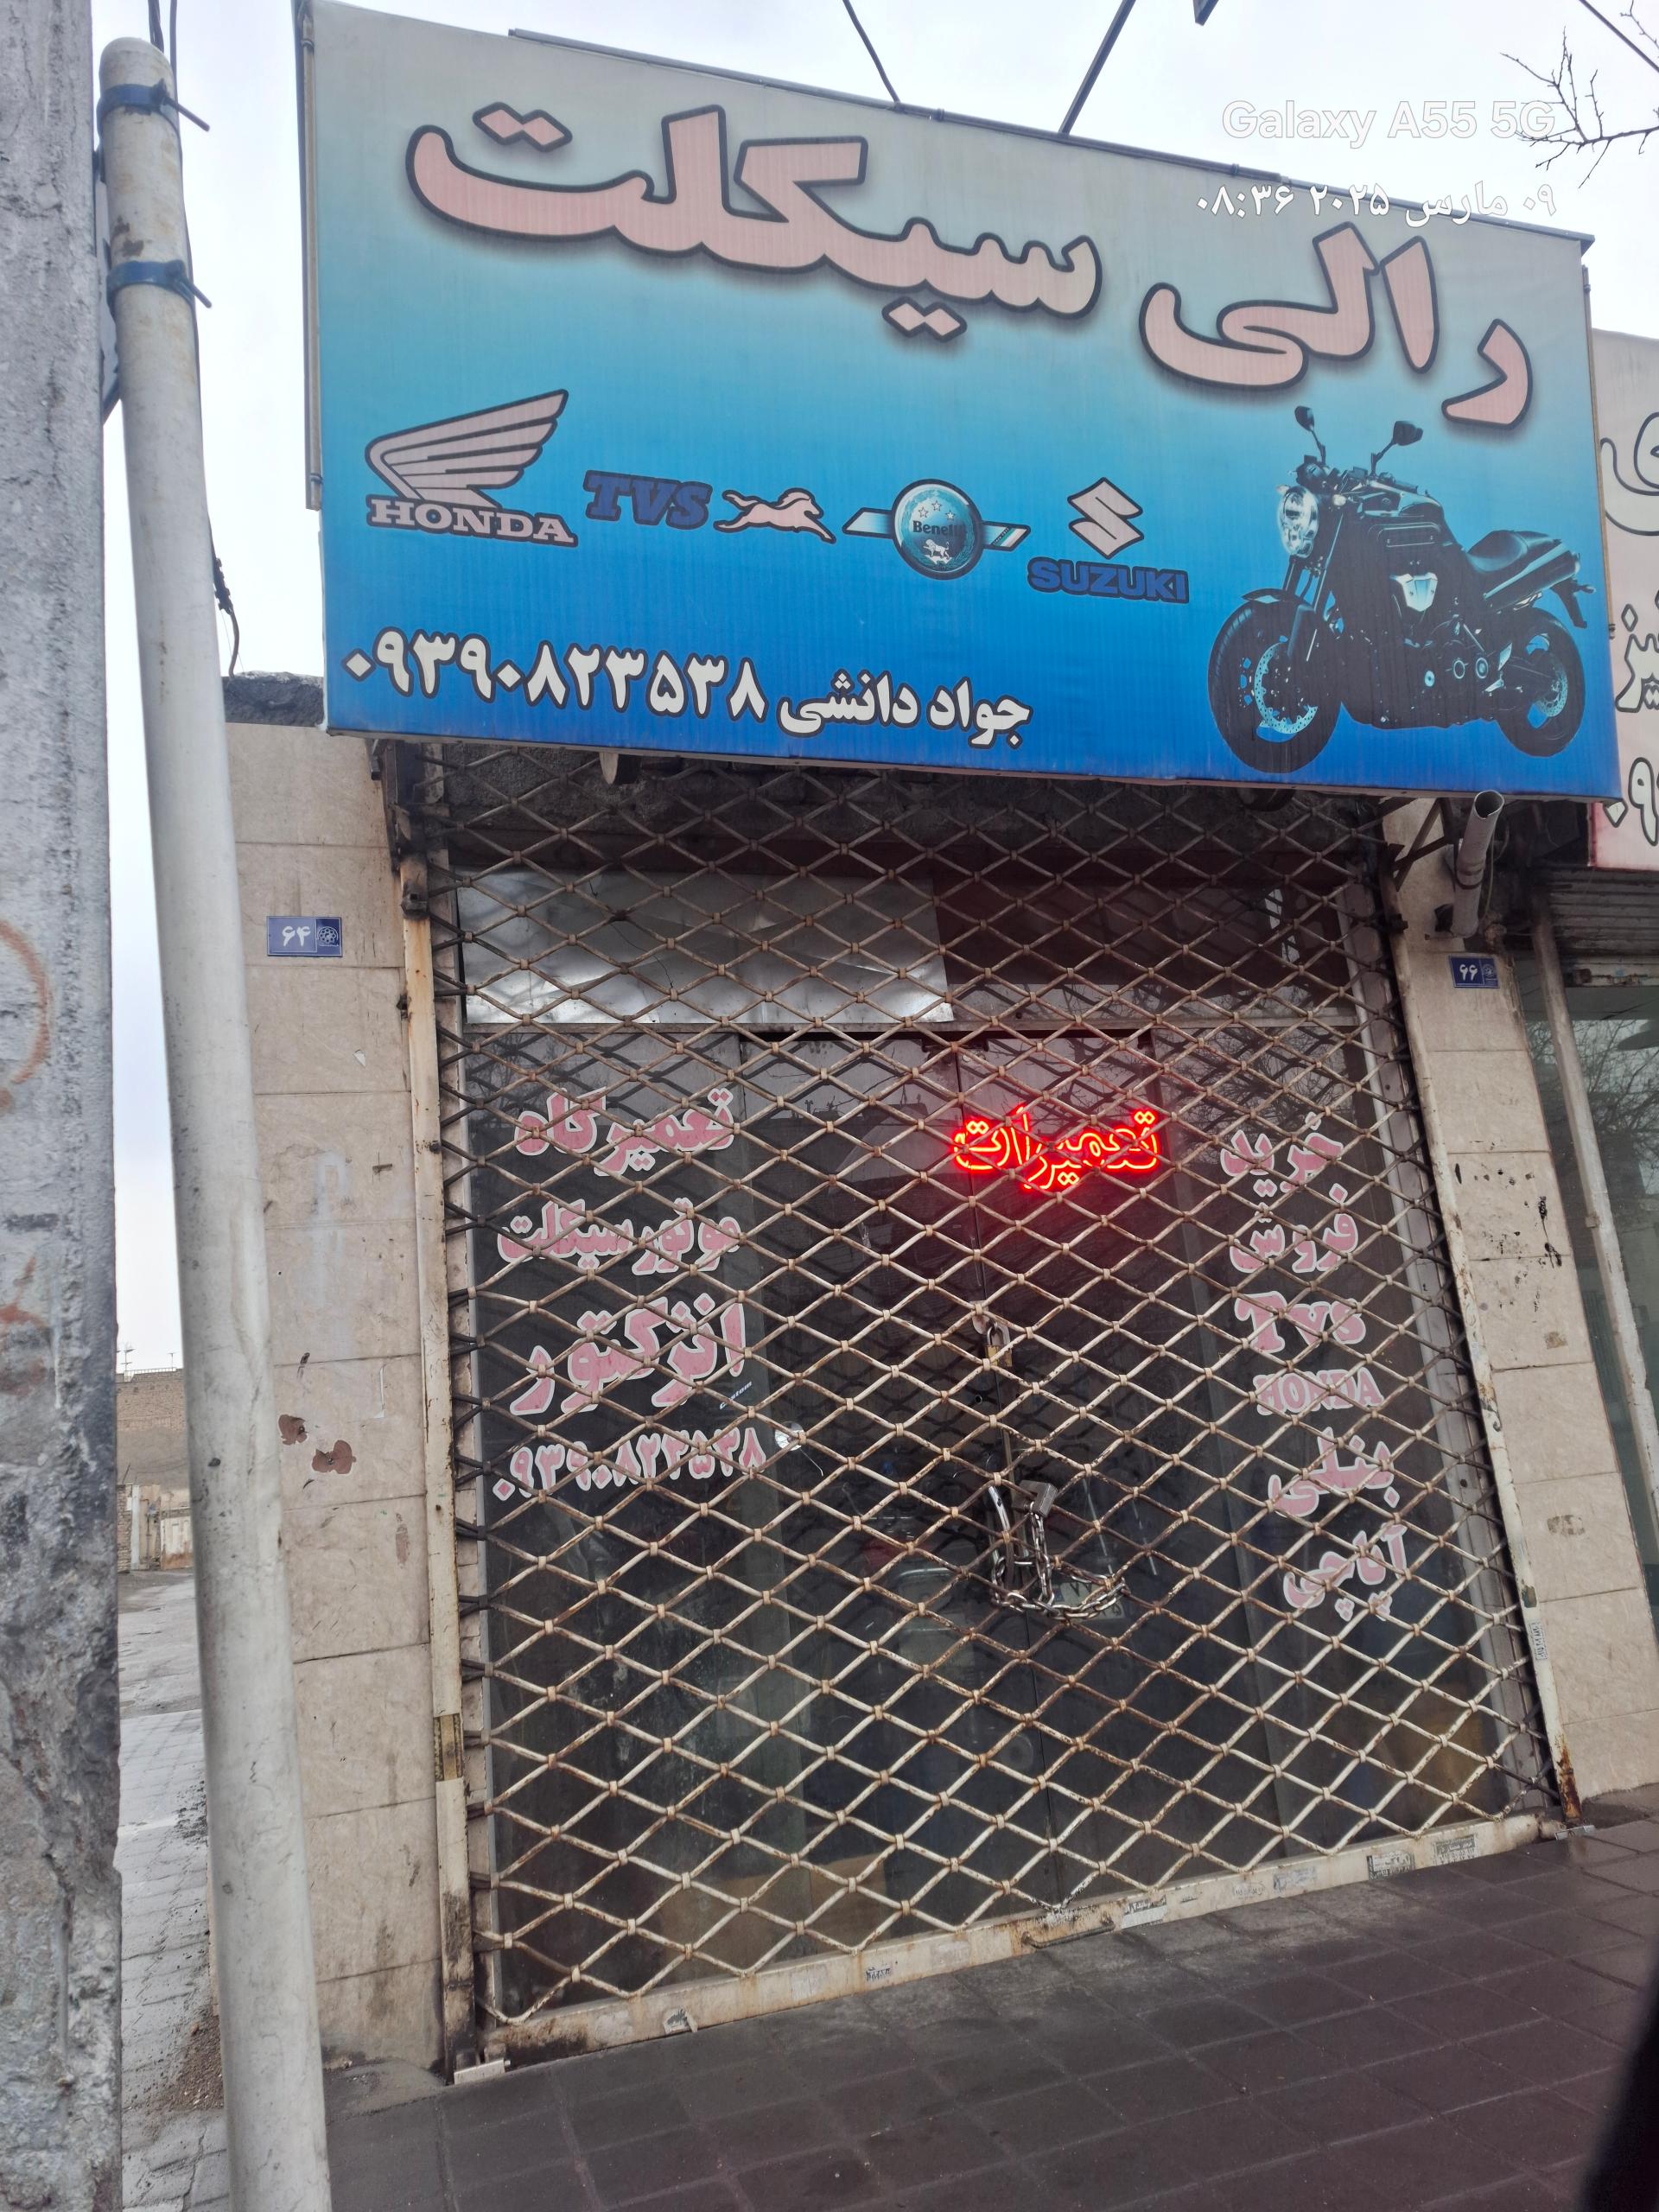 Galaxy A55 5G
۰۹ مارس ۲۰۲۵ ۰۸:۳۶
رالی سیکلت
HONDA
TVS
Benelli
SUZUKI
جواد دانشی ۰۹۳۹۰۸۲۳۵۳۸
۶۴
۶۶
تعمیرات
تعمیرگاه
موتورسیکلت
انژکتور
۰۹۳۹۰۸۲۳۵۳۸
خرید
فروش
TVS
HONDA
بنلی
آپاچی